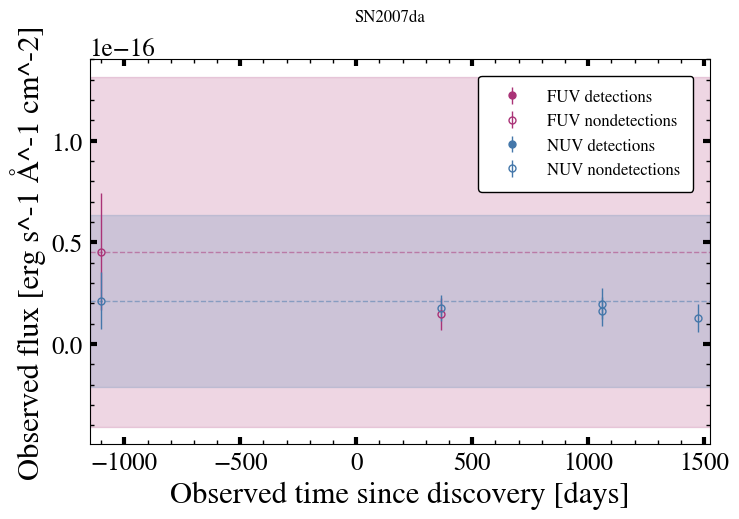 SN2007da
1e−16
Observed flux [erg s^-1 Å^-1 cm^-2]
1.0
0.5
0.0
FUV detections
FUV nondetections
NUV detections
NUV nondetections
−1000 −500 0 500 1000 1500
Observed time since discovery [days]